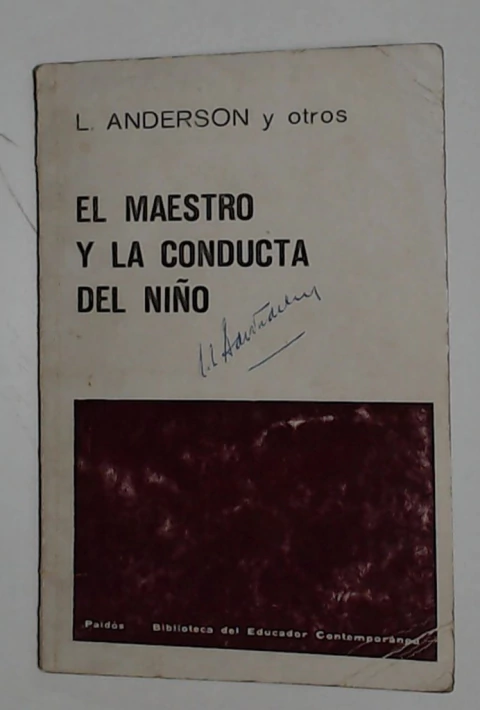 L. ANDERSON y otros
EL MAESTRO
Y LA CONDUCTA
DEL NIÑO
Paidós Biblioteca del Educador Contemporáneo